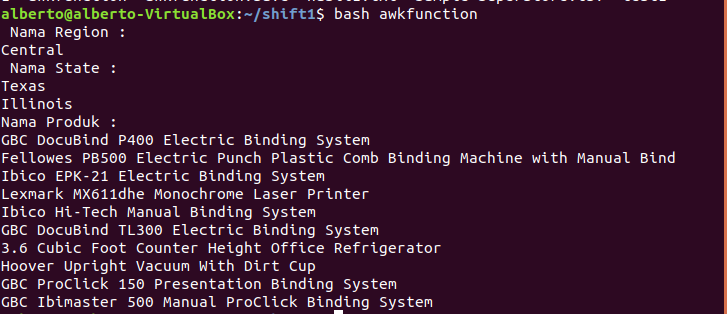 alberto@alberto-VirtualBox:~/shift1$ bash awkfunction
Nama Region :
Central
Nama State :
Texas
Illinois
Nama Produk :
GBC DocuBind P400 Electric Binding System
Fellowes PB500 Electric Punch Plastic Comb Binding Machine with Manual Bind
Ibico EPK-21 Electric Binding System
Lexmark MX611dhe Monochrome Laser Printer
Ibico Hi-Tech Manual Binding System
GBC DocuBind TL300 Electric Binding System
3.6 Cubic Foot Counter Height Office Refrigerator
Hoover Upright Vacuum With Dirt Cup
GBC ProClick 150 Presentation Binding System
GBC Ibimaster 500 Manual ProClick Binding System